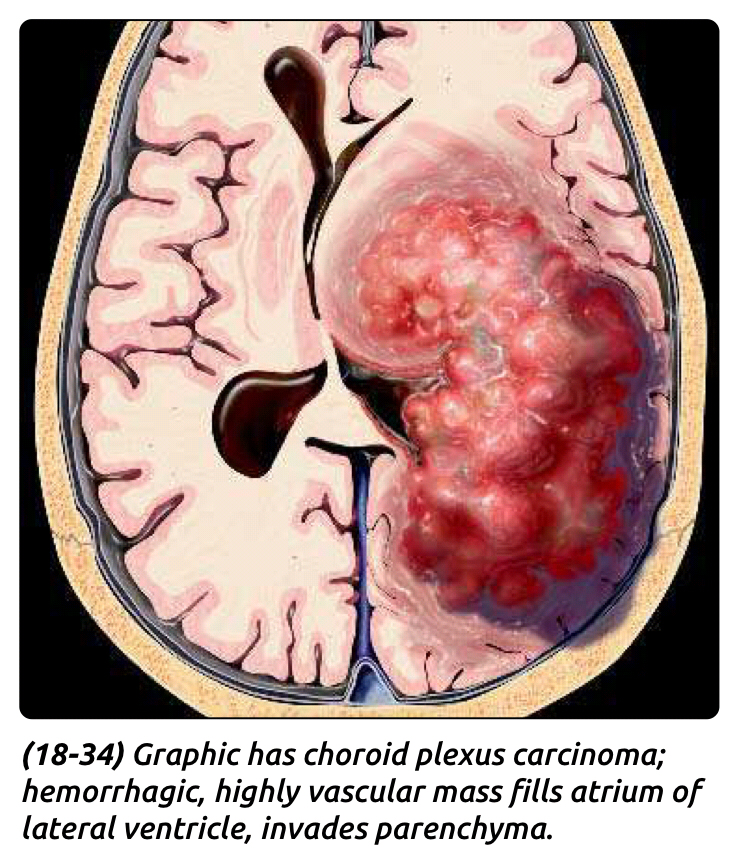 (18-34) Graphic has choroid plexus carcinoma;
hemorrhagic, highly vascular mass fills atrium of
lateral ventricle, invades parenchyma.